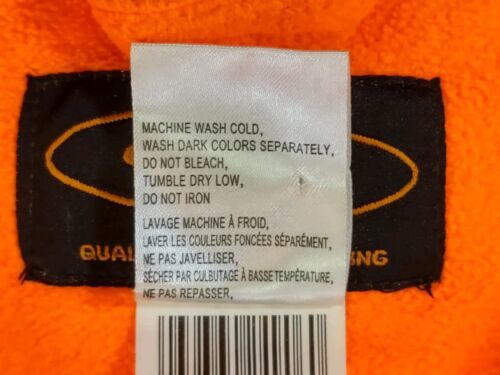 MACHINE WASH COLD,
WASH DARK COLORS SEPARATELY,
DO NOT BLEACH,
TUMBLE DRY LOW,
DO NOT IRON
LAVAGE MACHINE À FROID,
LAVER LES COULEURS FONCÉES SÉPARÉMENT,
NE PAS JAVELLISER,
SÉCHER PAR CULBUTAGE À BASSE TEMPÉRATURE,
NE PAS REPASSER,